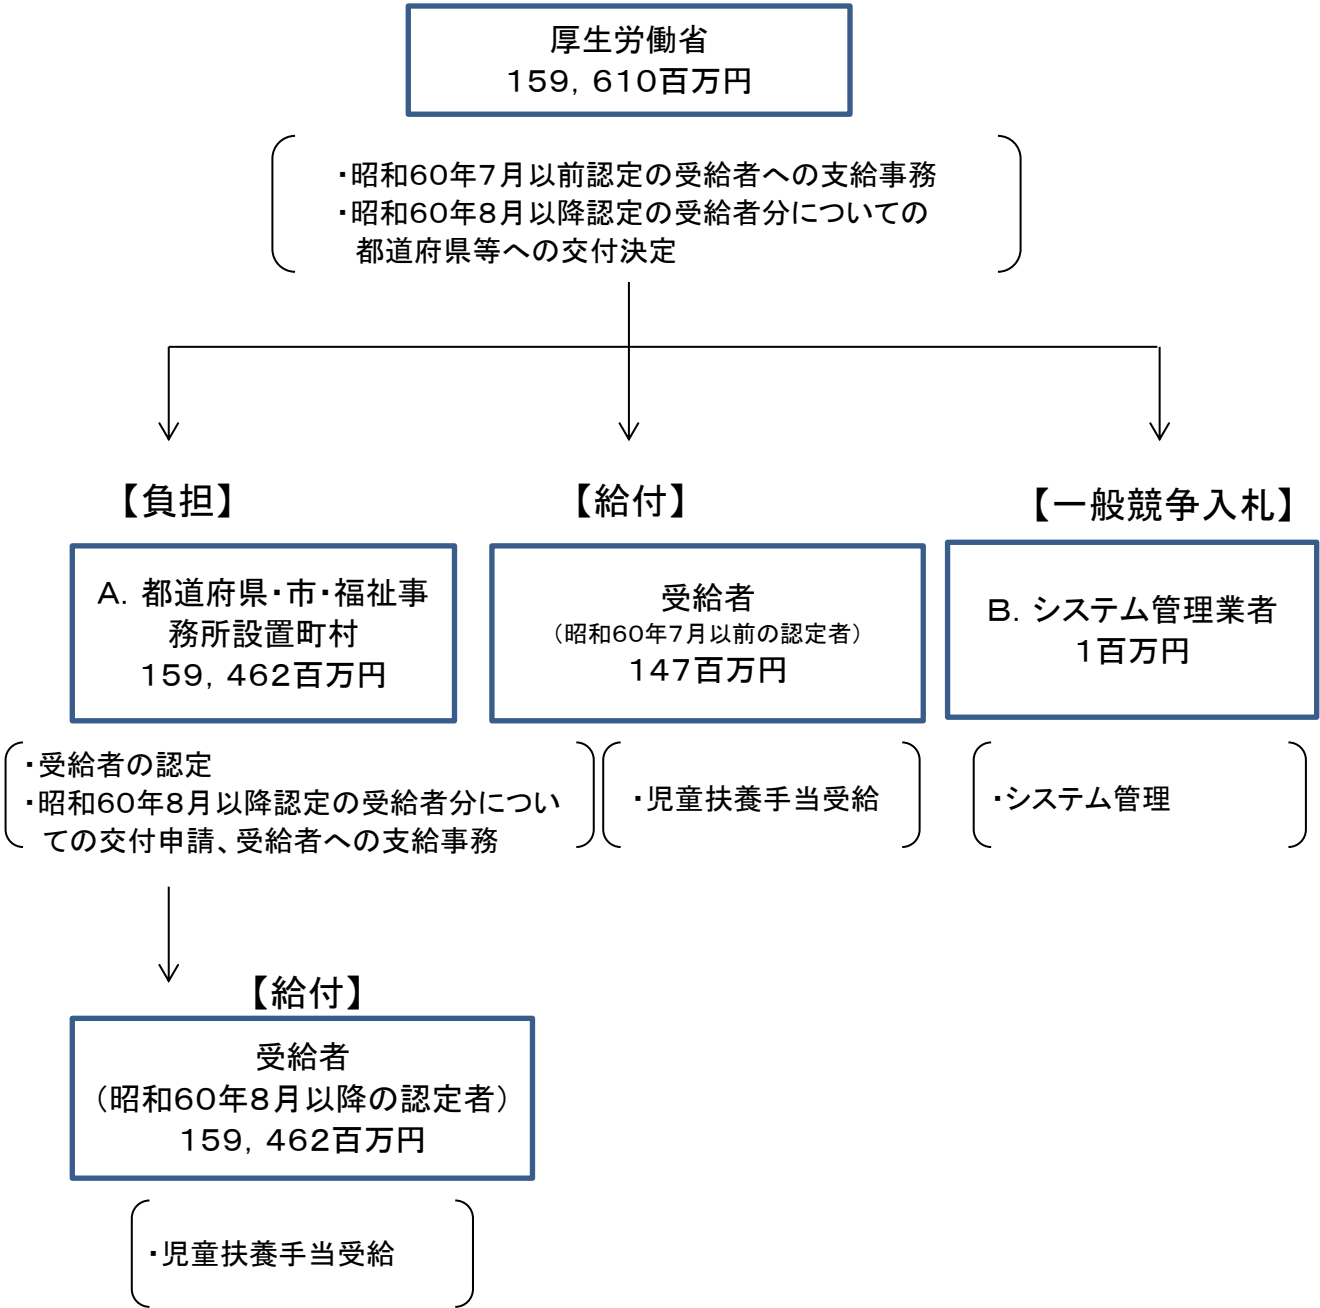 厚生労働省
159，610百万円
・昭和60年7月以前認定の受給者への支給事務
・昭和60年8月以降認定の受給者分についての
都道府県等への交付決定
【負担】
【給付】
【一般競争入札】
A．都道府県・市・福祉事
務所設置町村
159，462百万円
受給者
（昭和60年7月以前の認定者）
147百万円
B．システム管理業者
1百万円
・受給者の認定
・昭和60年8月以降認定の受給者分につい
ての交付申請、受給者への支給事務
・児童扶養手当受給
・システム管理
【給付】
受給者
（昭和60年8月以降の認定者）
159，462百万円
・児童扶養手当受給